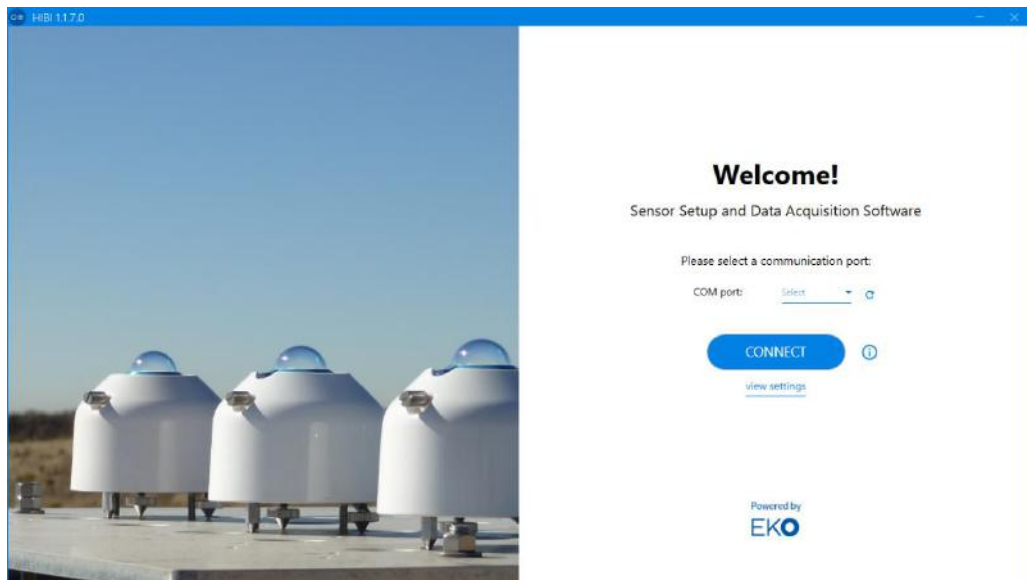 HIBI 1.1.7.0
Welcome!
Sensor Setup and Data Acquisition Software
Please select a communication port:
COM port:
Select
CONNECT
view settings
Powered by
EKO